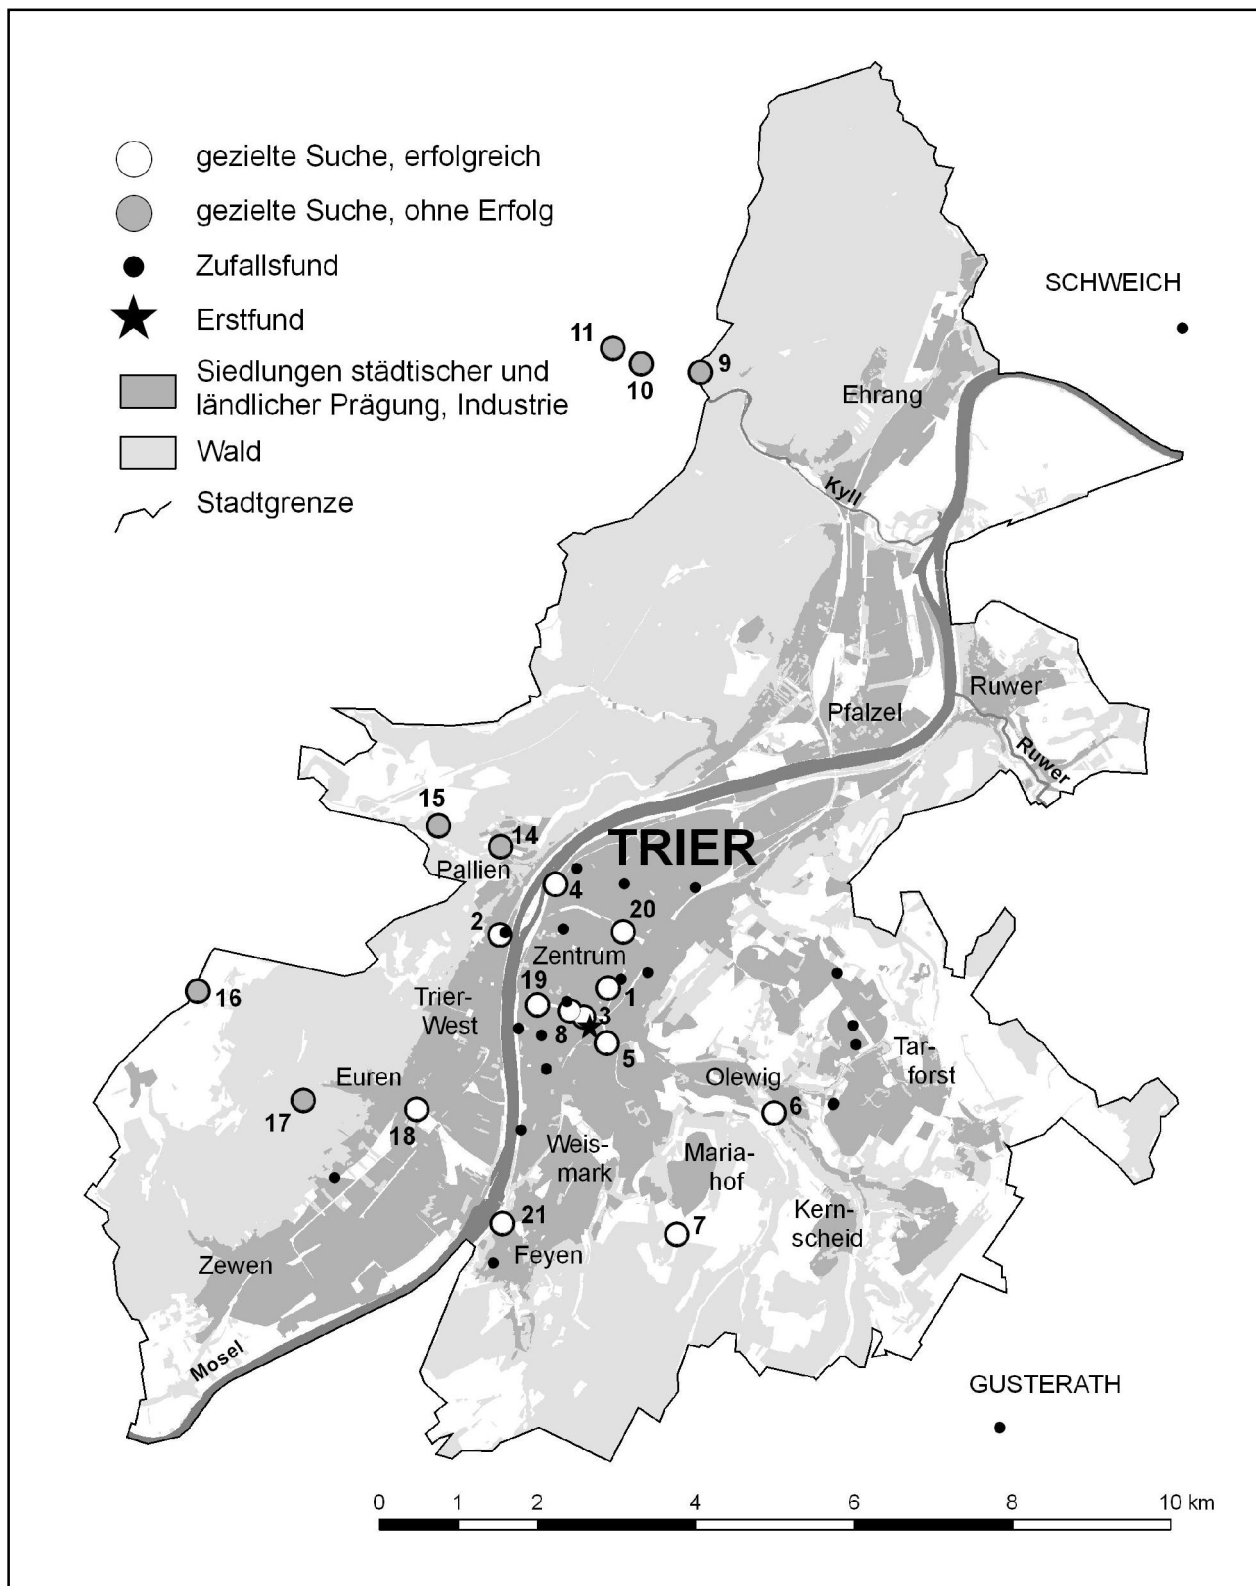 gezielte Suche, erfolgreich
gezielte Suche, ohne Erfolg
Zufallsfund
Erstfund
Siedlungen städtischer und
ländlicher Prägung, Industrie
Wald
Stadtgrenze
SCHWEICH
11
10
9
Ehrang
Kyll
Ruwer
Pfalzel
Ruwer
15
14
TRIER
Pallien
4
2
20
Zentrum
19
1
16
Trier-
West
3
8
5
Tar-
forst
Euren
Olewig
17
18
6
Weis-
mark
Maria-
hof
21
7
Kern-
scheid
Feyen
Zewen
Mosel
GUSTERATH
0 1 2 4 6 8 10 km